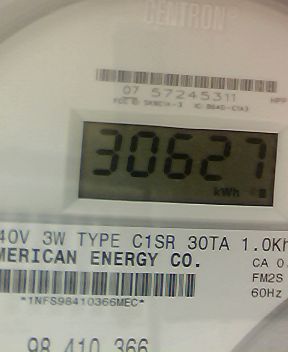 CENTRON®
07 57245311
30627
kWh
40V 3W TYPE C1SR 30TA 1.0Kh
MERICAN ENERGY CO.
CA 0.
FM2S
60Hz
*1NFS98410366MEC*
98 410 366